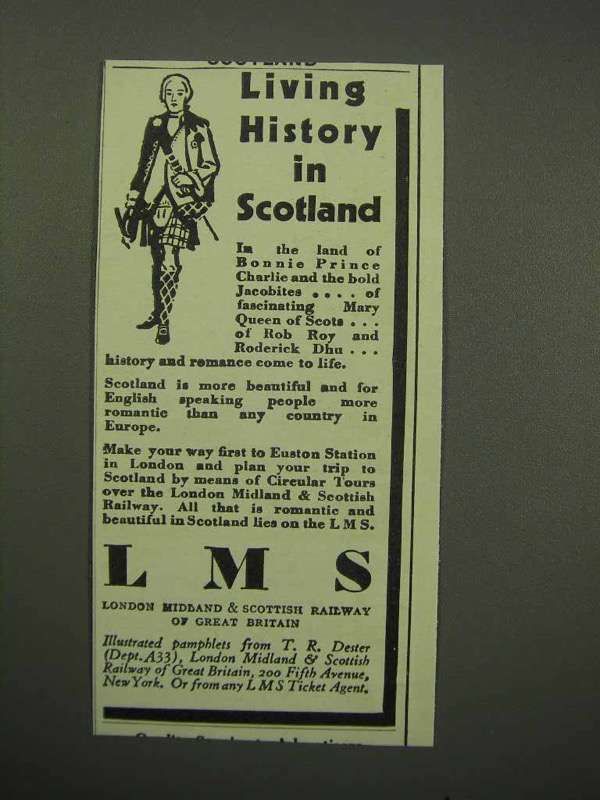 SCOTLAND
Living
History
in
Scotland
In the land of
Bonnie Prince
Charlie and the bold
Jacobites .... of
fascinating Mary
Queen of Scots ...
of Rob Roy and
Roderick Dhu ...
history and romance come to life.
Scotland is more beautiful and for
English speaking people more
romantic than any country in
Europe.
Make your way first to Euston Station
in London and plan your trip to
Scotland by means of Circular Tours
over the London Midland & Scottish
Railway. All that is romantic and
beautiful in Scotland lies on the L M S.
L M S
LONDON MIDLAND & SCOTTISH RAILWAY
OF GREAT BRITAIN
Illustrated pamphlets from T. R. Dester
(Dept. A33), London Midland & Scottish
Railway of Great Britain, 200 Fifth Avenue,
New York. Or from any L M S Ticket Agent.